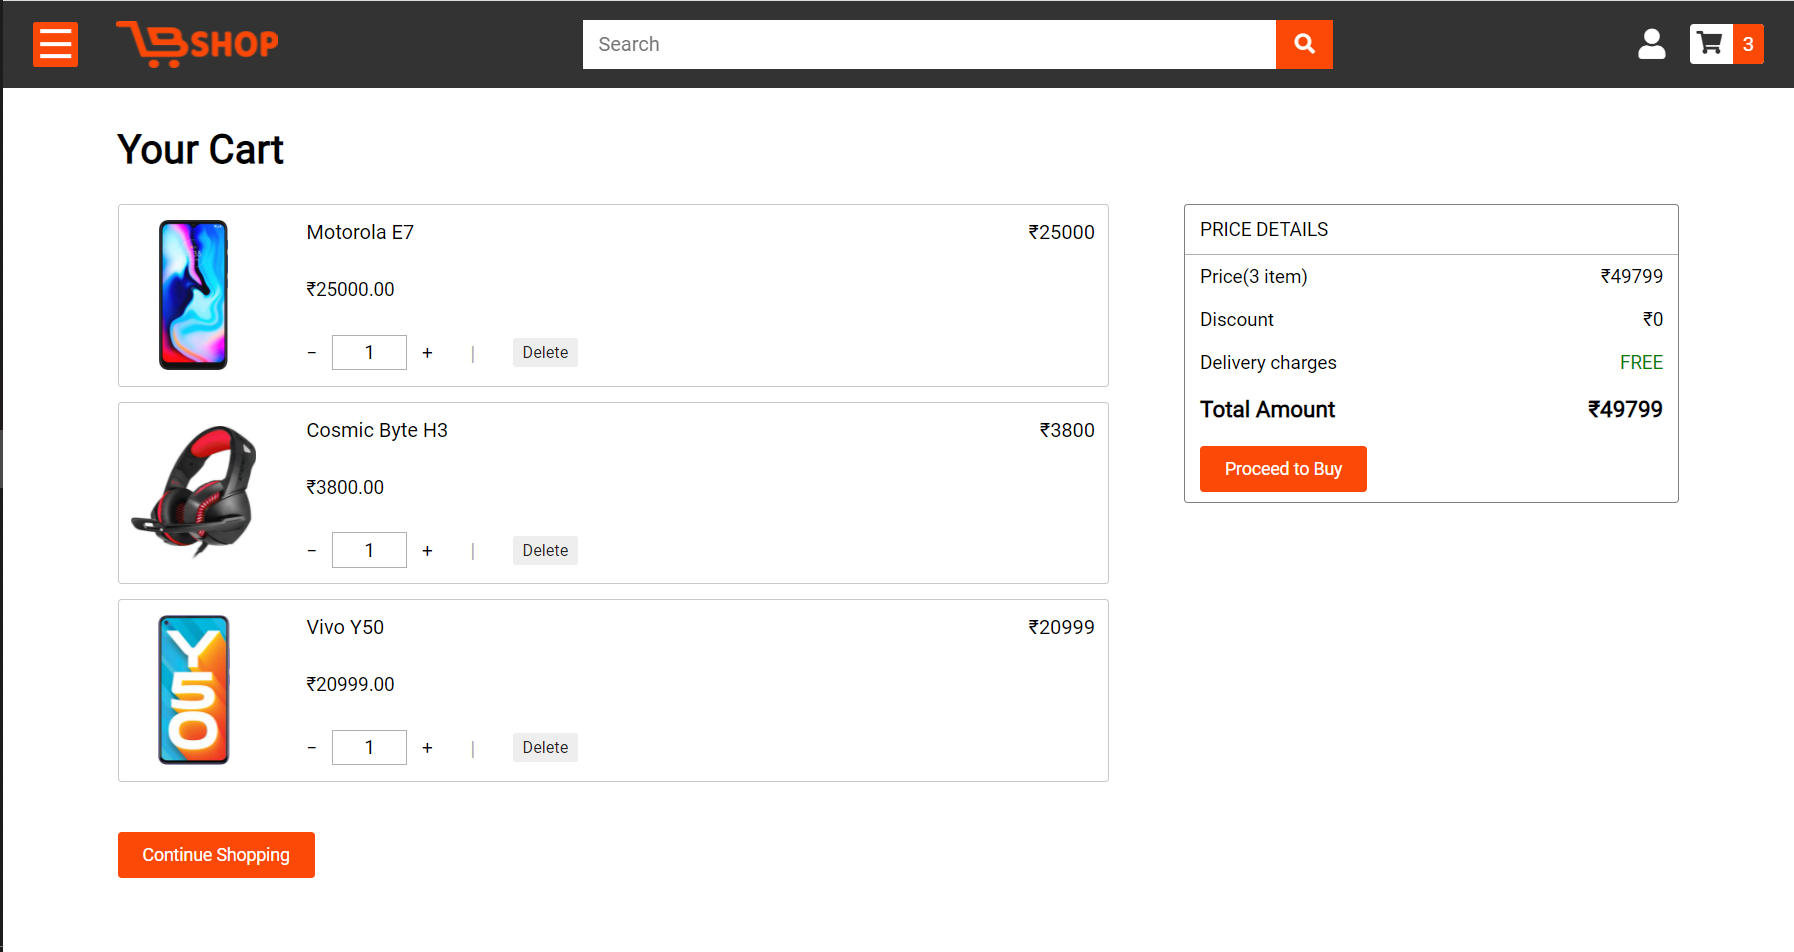 BSHOP
Search
3
Your Cart
Motorola E7 ₹25000
₹25000.00
− 1 + | Delete
Cosmic Byte H3 ₹3800
₹3800.00
− 1 + | Delete
Y50
Vivo Y50 ₹20999
₹20999.00
− 1 + | Delete
Continue Shopping
PRICE DETAILS
Price(3 item) ₹49799
Discount ₹0
Delivery charges FREE
Total Amount ₹49799
Proceed to Buy